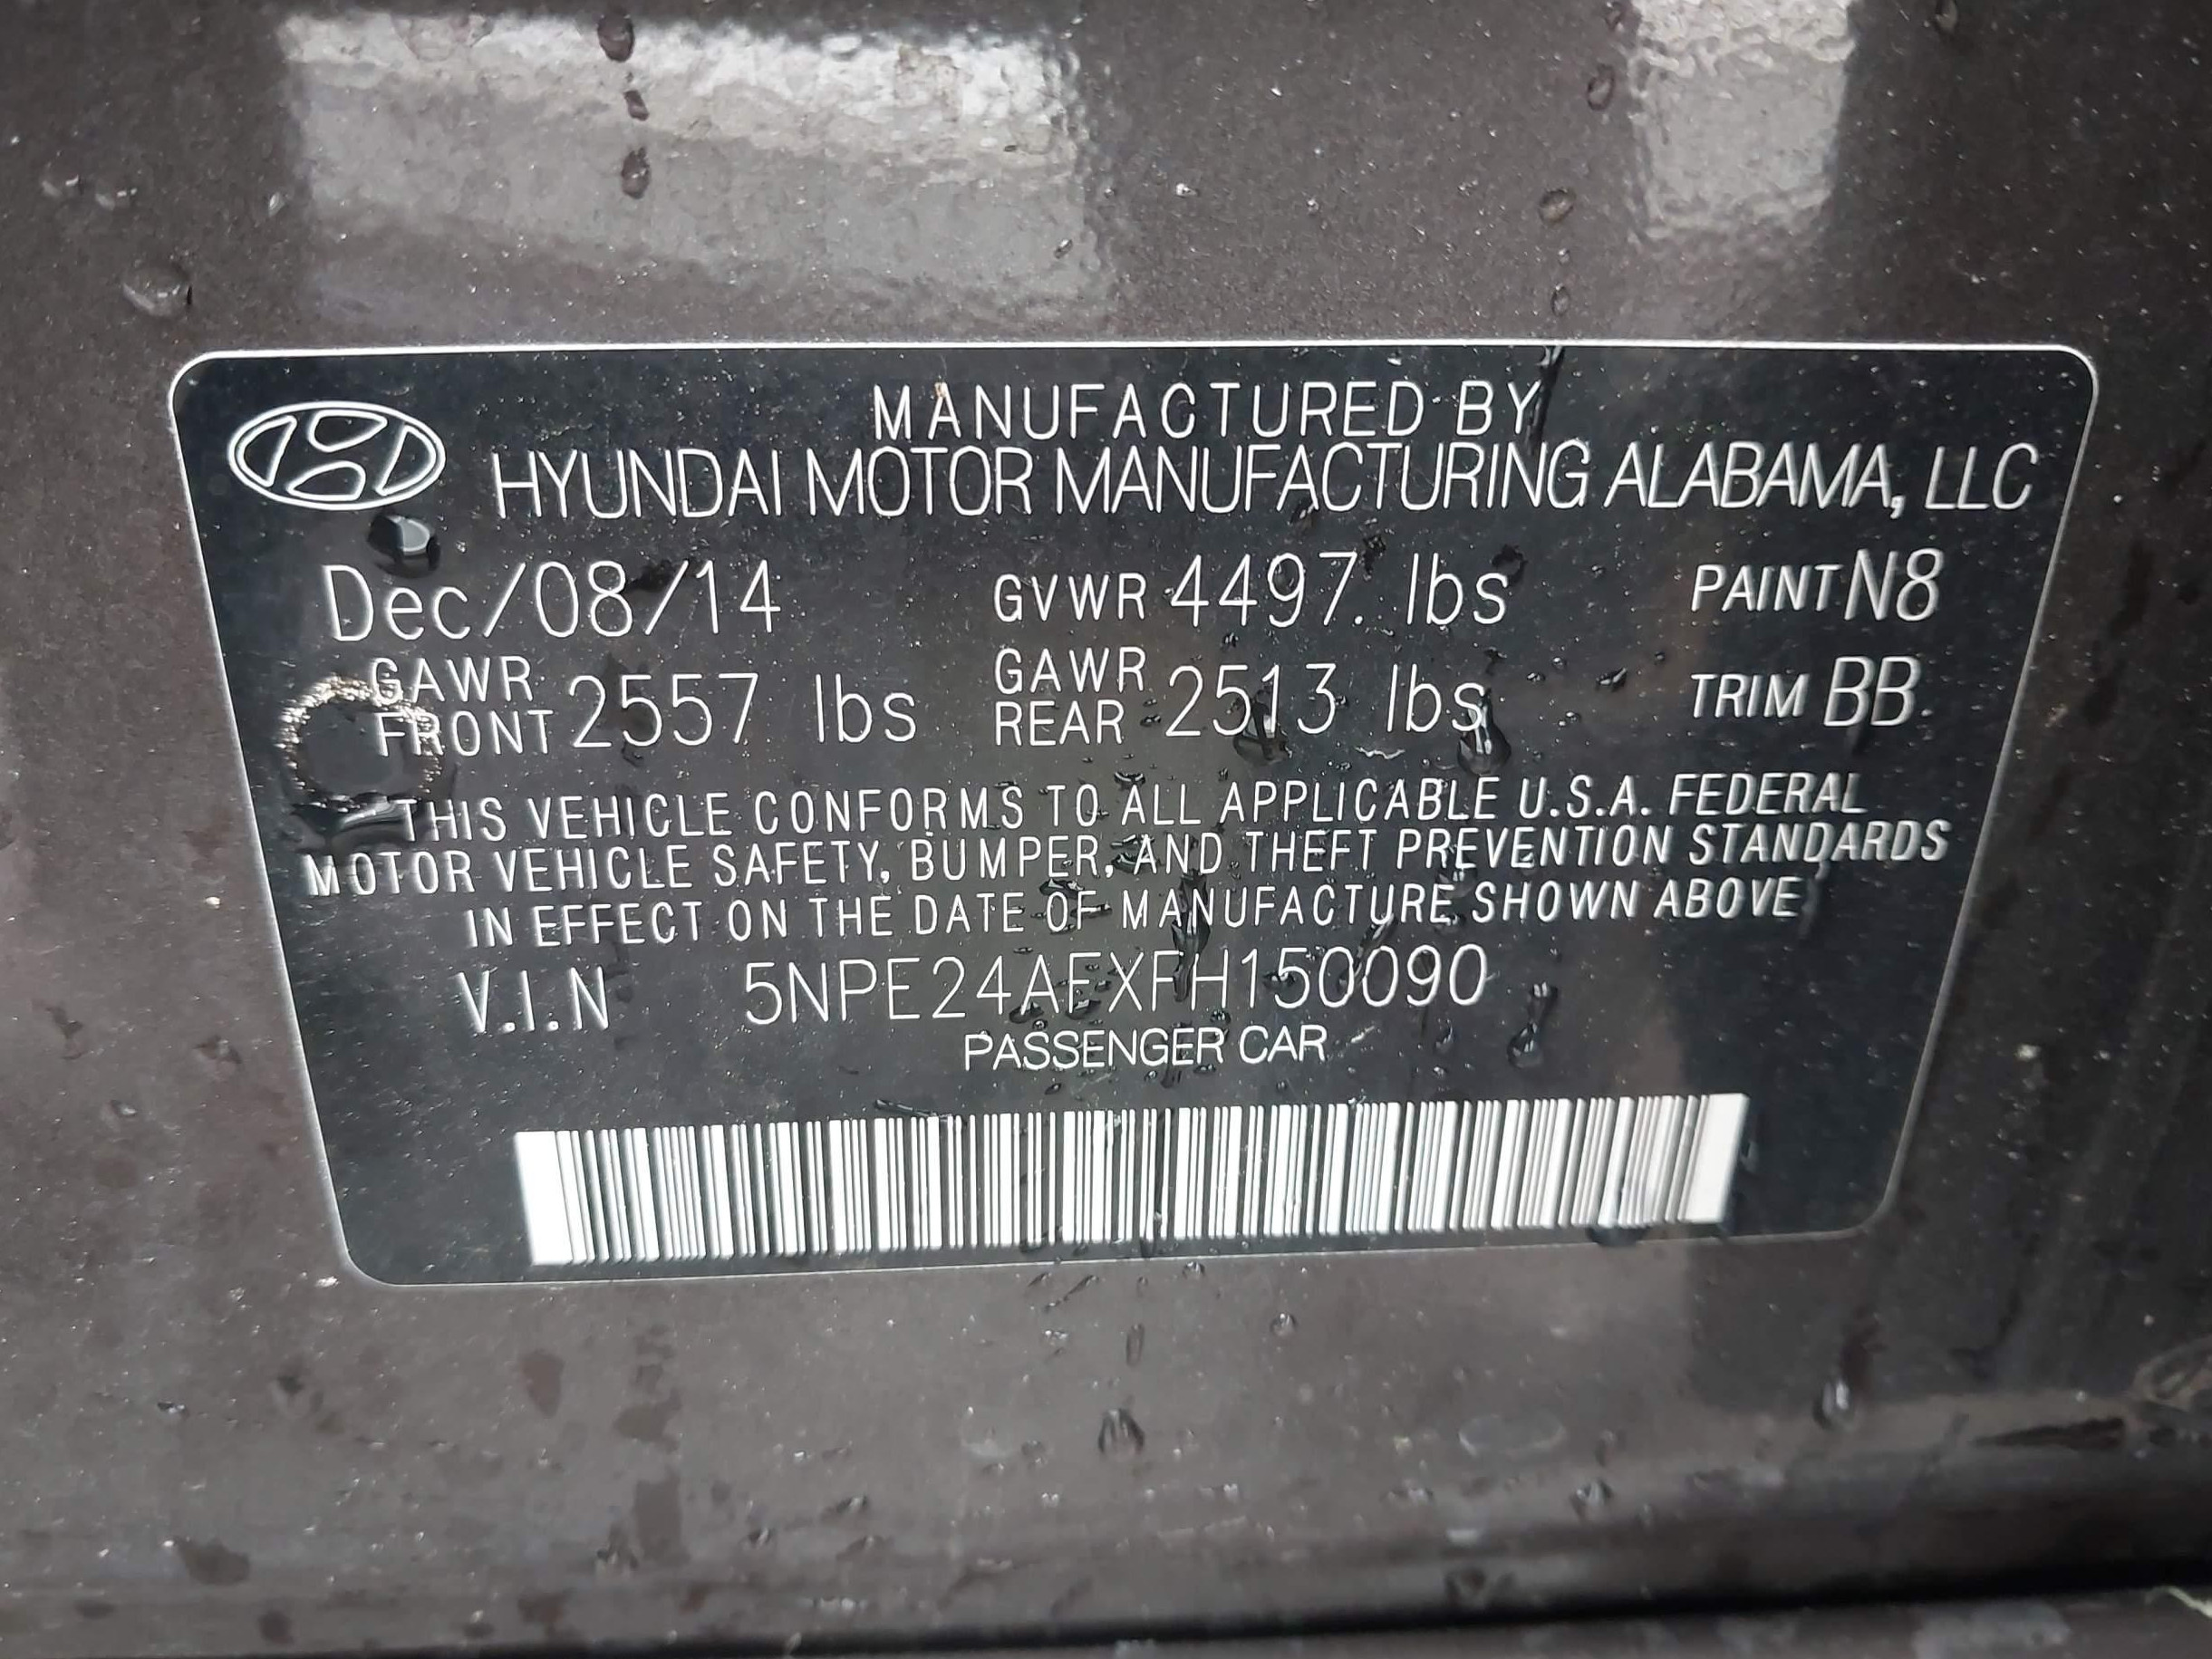 MANUFACTURED BY
HYUNDAI MOTOR MANUFACTURING ALABAMA, LLC
Dec/08/14 GVWR 4497. lbs PAINT N8
GAWR FRONT 2557 lbs GAWR REAR 2513 lbs TRIM BB
THIS VEHICLE CONFORMS TO ALL APPLICABLE U.S.A. FEDERAL
MOTOR VEHICLE SAFETY, BUMPER, AND THEFT PREVENTION STANDARDS
IN EFFECT ON THE DATE OF MANUFACTURE SHOWN ABOVE
V.I.N 5NPE24AFXFH150090
PASSENGER CAR